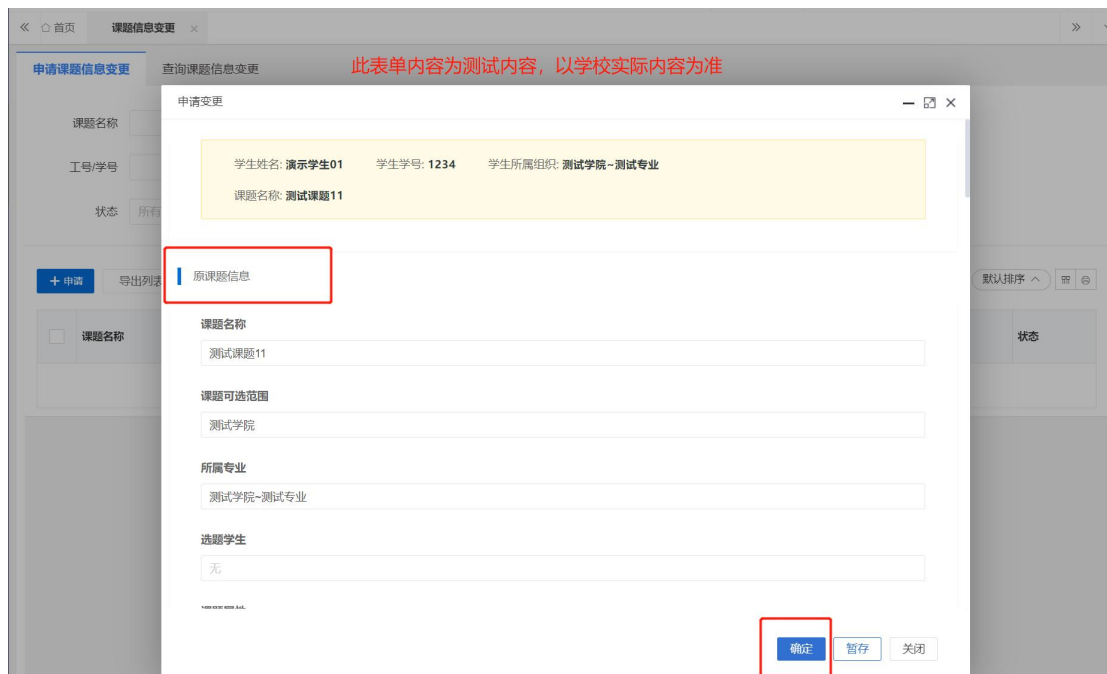 首页 课题信息变更
申请课题信息变更 查询课题信息变更 此表单内容为测试内容，以学校实际内容为准
申请变更
课题名称
学生姓名: 演示学生01 学生学号: 1234 学生所属组织: 测试学院~测试专业
工号/学号
课题名称: 测试课题11
状态 所有
原课题信息
+ 申请 导出列表 默认排序
课题名称
课题名称 状态
测试课题11
课题可选范围
测试学院
所属专业
测试学院~测试专业
选题学生
无
确定 暂存 关闭